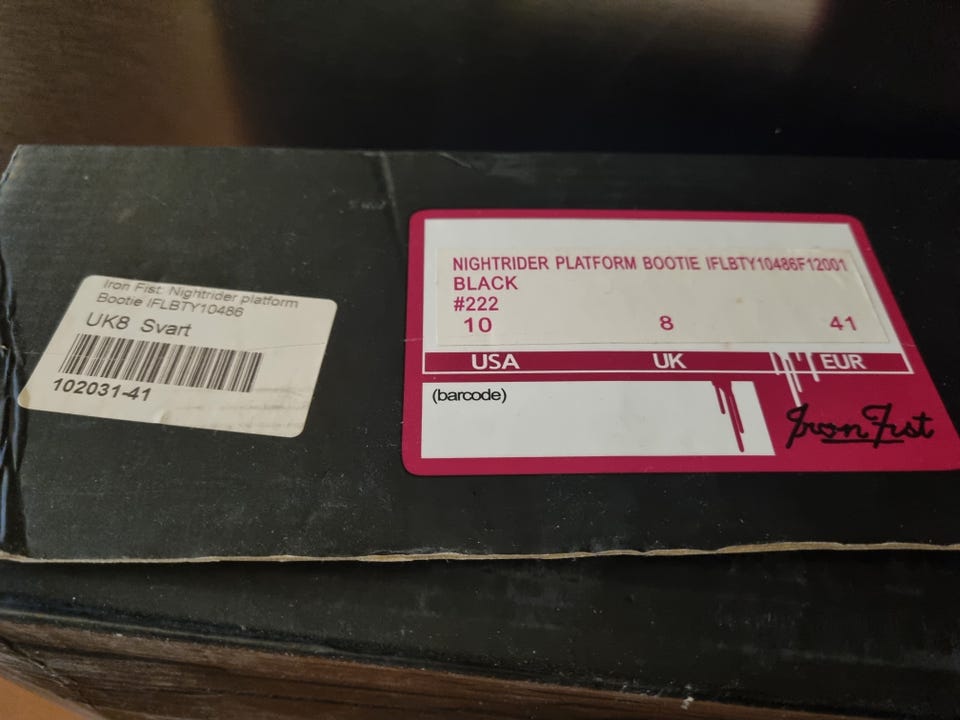 Iron Fist: Nightrider platform
Bootie IFLBTY10486
UK8 Svart
102031-41
NIGHTRIDER PLATFORM BOOTIE IFLBTY10486F12001
BLACK
#222
10 8 41
USA UK EUR
(barcode)
Iron Fist